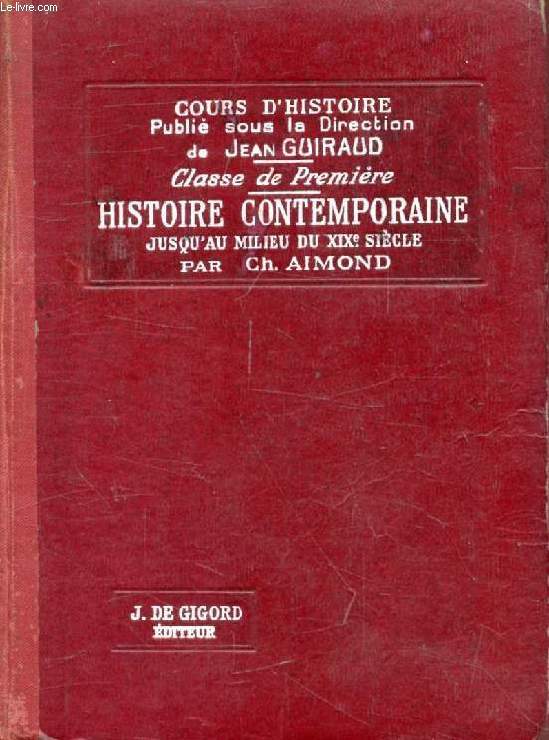 Le-livre.com
COURS D'HISTOIRE
Publiè sous la Direction
de JEAN GUIRAUD
Classe de Première
HISTOIRE CONTEMPORAINE
JUSQU'AU MILIEU DU XIXe SIÈCLE
PAR Ch. AIMOND
J. DE GIGORD
ÉDITEUR